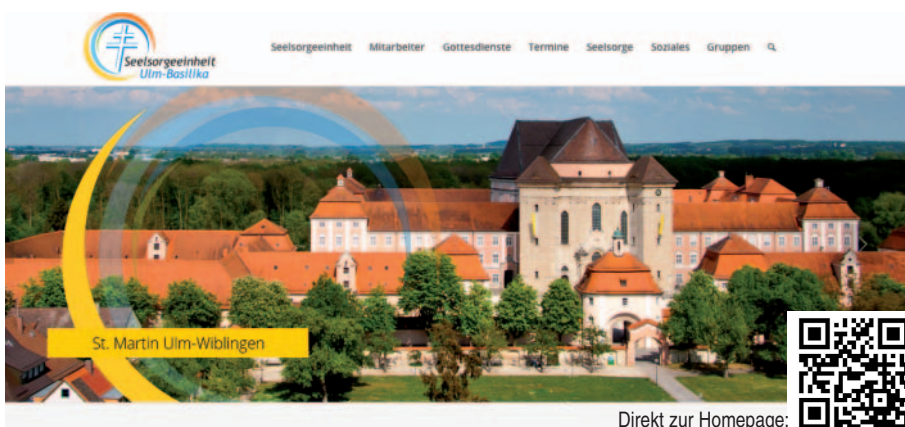 Seelsorgeeinheit
Ulm-Basilika
Seelsorgeeinheit Mitarbeiter Gottesdienste Termine Seelsorge Soziales Gruppen
St. Martin Ulm-Wiblingen
Direkt zur Homepage: